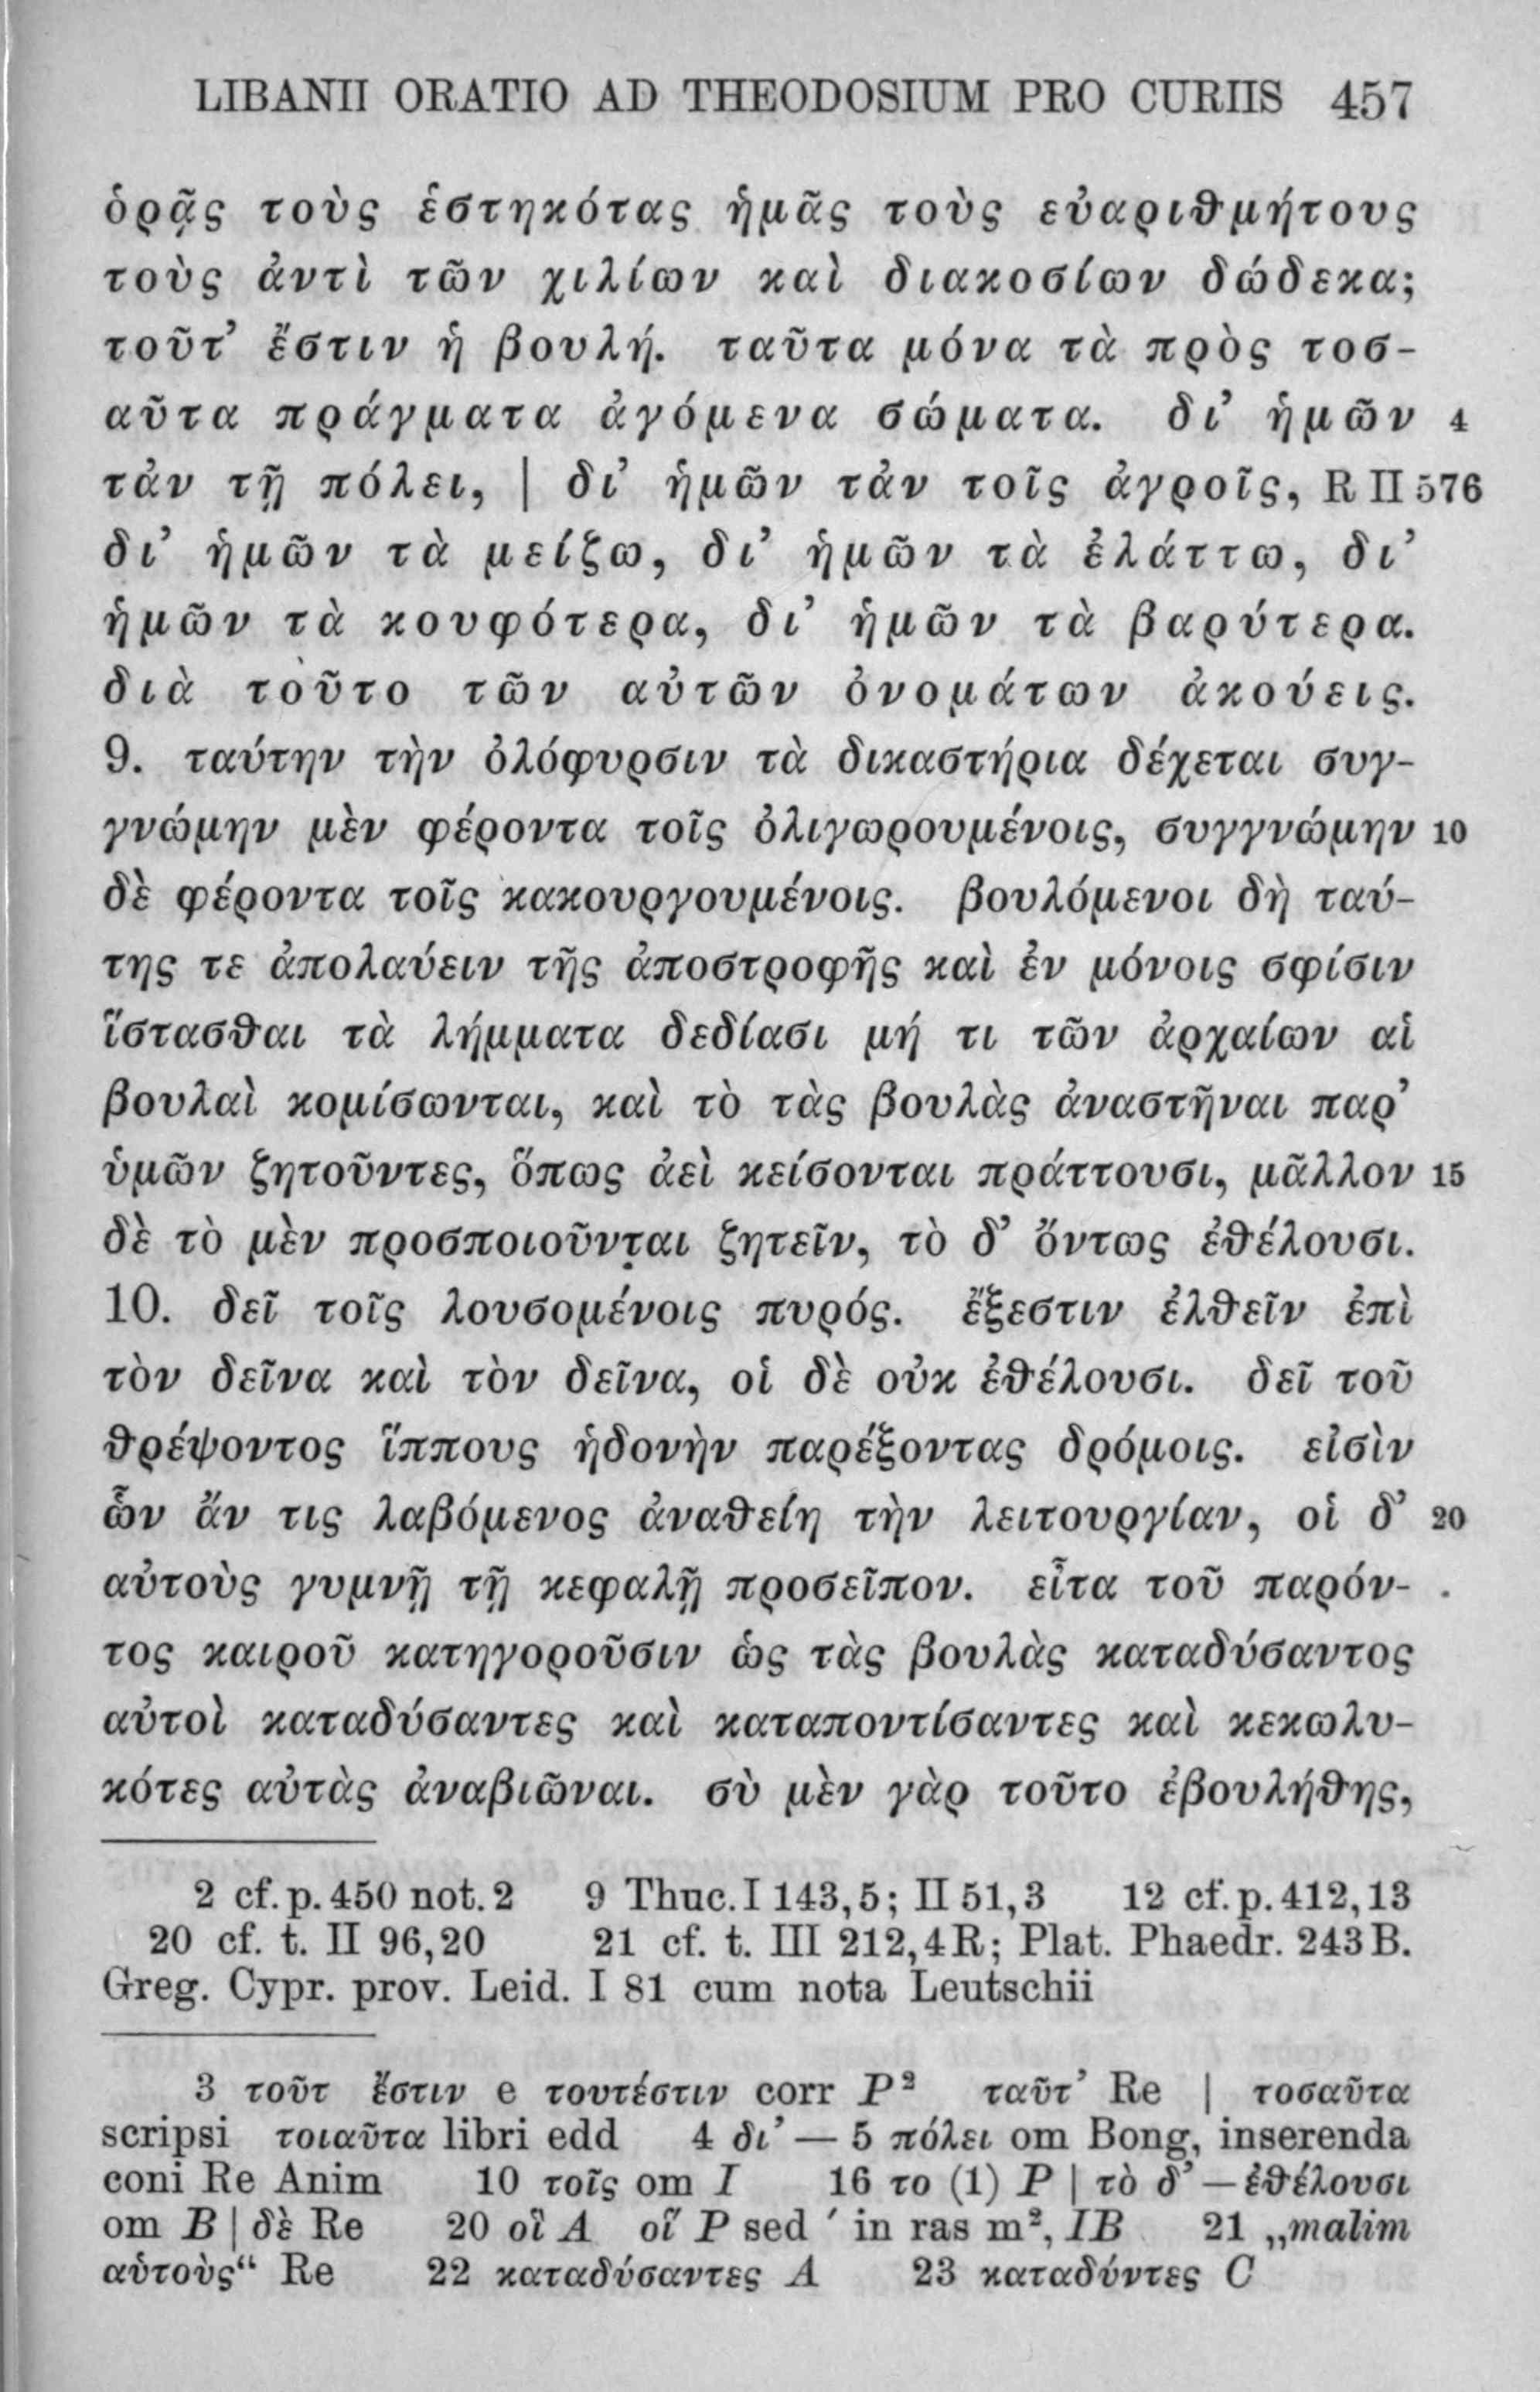 LIBANII ORATIO AD THEODOSIUM PRO CURIIS 457
ὁρᾷς τοὺς ἑστηκότας ἡμᾶς τοὺς εὐαριθμήτους
τοὺς ἀντὶ τῶν χιλίων καὶ διακοσίων δώδεκα;
τοῦτ’ ἔστιν ἡ βουλή. ταῦτα μόνα τὰ πρὸς τοσ-
αῦτα πράγματα ἀγόμενα σώματα. δι’ ἡμῶν 4
τἀν τῇ πόλει, | δι’ ἡμῶν τἀν τοῖς ἀγροῖς, R II 576
δι’ ἡμῶν τὰ μείζω, δι’ ἡμῶν τὰ ἐλάττω, δι’
ἡμῶν τὰ κουφότερα, δι’ ἡμῶν τὰ βαρύτερα.
διὰ τοῦτο τῶν αὐτῶν ὀνομάτων ἀκούεις.
9. ταύτην τὴν ὀλόφυρσιν τὰ δικαστήρια δέχεται συγ-
γνώμην μὲν φέροντα τοῖς ὀλιγωρουμένοις, συγγνώμην 10
δὲ φέροντα τοῖς κακουργουμένοις. βουλόμενοι δὴ ταύ-
της τε ἀπολαύειν τῆς ἀποστροφῆς καὶ ἐν μόνοις σφίσιν
ἵστασθαι τὰ λήμματα δεδίασι μή τι τῶν ἀρχαίων αἱ
βουλαὶ κομίσωνται, καὶ τὸ τὰς βουλὰς ἀναστῆναι παρ’
ὑμῶν ζητοῦντες, ὅπως ἀεὶ κείσονται πράττουσι, μᾶλλον 15
δὲ τὸ μὲν προσποιοῦνται ζητεῖν, τὸ δ’ ὄντως ἐθέλουσι.
10. δεῖ τοῖς λουσομένοις πυρός. ἔξεστιν ἐλθεῖν ἐπὶ
τὸν δεῖνα καὶ τὸν δεῖνα, οἱ δὲ οὐκ ἐθέλουσι. δεῖ τοῦ
θρέψοντος ἵππους ἡδονὴν παρέξοντας δρόμοις. εἰσὶν
ὧν ἄν τις λαβόμενος ἀναθείη τὴν λειτουργίαν, οἱ δ’ 20
αὐτοὺς γυμνῇ τῇ κεφαλῇ προσεῖπον. εἶτα τοῦ παρόν-
τος καιροῦ κατηγοροῦσιν ὡς τὰς βουλὰς καταδύσαντος
αὐτοὶ καταδύσαντες καὶ καταποντίσαντες καὶ κεκωλυ-
κότες αὐτὰς ἀναβιῶναι. σὺ μὲν γὰρ τοῦτο ἐβουλήθης,
2 cf. p. 450 not. 2 9 Thuc. I 143,5; II 51,3 12 cf. p. 412,13
20 cf. t. II 96,20 21 cf. t. III 212,4 R; Plat. Phaedr. 243 B.
Greg. Cypr. prov. Leid. I 81 cum nota Leutschii
3 τοῦτ ἔστιν e τουτέστιν corr P² ταῦτ’ Re | τοσαῦτα
scripsi τοιαῦτα libri edd 4 δι’ — 5 πόλει om Bong, inserenda
coni Re Anim 10 τοῖς om I 16 το (1) P | τὸ δ’ — ἐθέλουσι
om B | δὲ Re 20 οἳ A οἵ P sed ′ in ras m², IB 21 „malim
αὑτοὺς“ Re 22 καταδύσαντες A 23 καταδύντες C